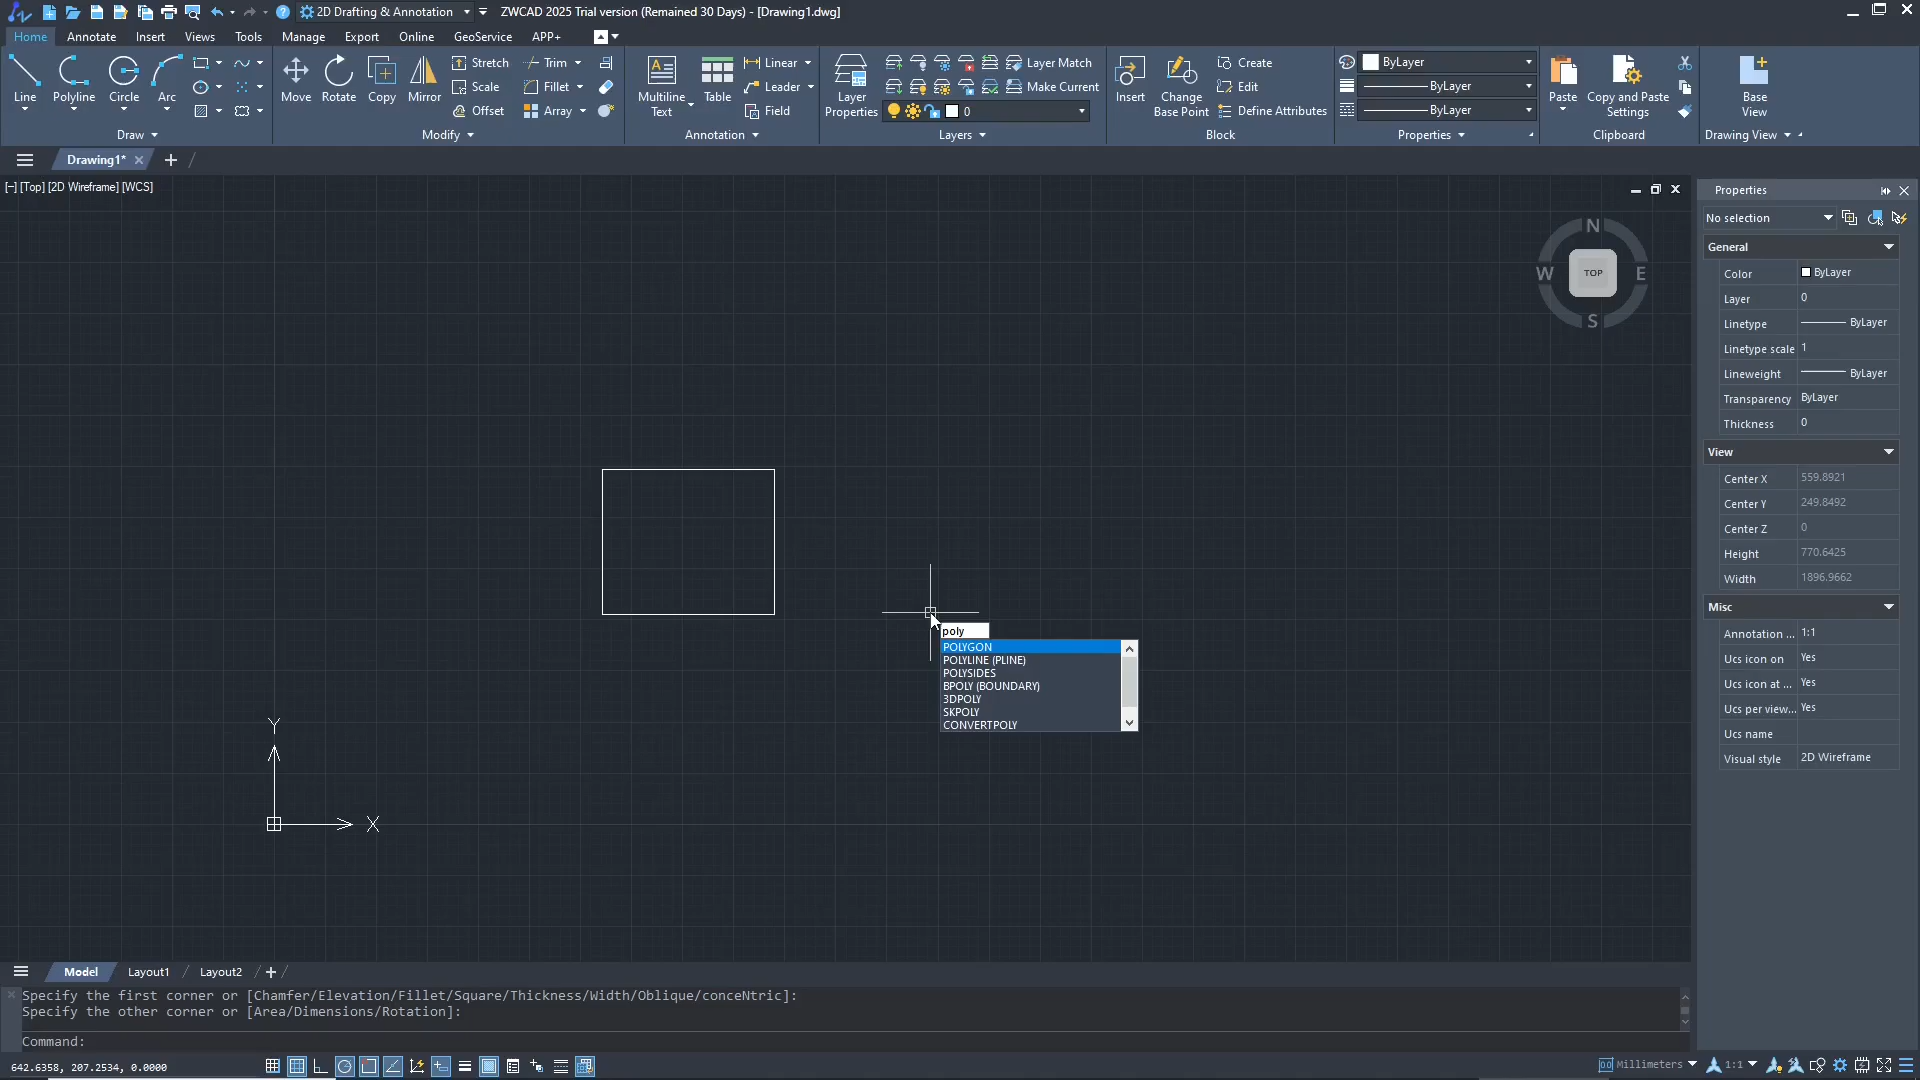 2D Drafting & Annotation
ZWCAD 2025 Trial version (Remained 30 Days) - [Drawing1.dwg]
Home Annotate Insert Views Tools Manage Export Online GeoService APP+
Line Polyline Circle Arc
Draw
Move Rotate Copy Mirror
Stretch
Scale
Offset
Trim
Fillet
Array
Modify
Multiline
Text
Table
Linear
Leader
Field
Annotation
Layer
Properties
Layer Match
Make Current
0
Layers
Insert
Change
Base Point
Create
Edit
Define Attributes
Block
ByLayer
ByLayer
ByLayer
Properties
Paste
Copy and Paste
Settings
Clipboard
Base
View
Drawing View
Drawing1*
[−] [Top] [2D Wireframe] [WCS]
N
W TOP E
S
poly
POLYGON
POLYLINE (PLINE)
POLYSIDES
BPOLY (BOUNDARY)
3DPOLY
SKPOLY
CONVERTPOLY
Y
X
Properties
No selection
General
Color ByLayer
Layer 0
Linetype ByLayer
Linetype scale 1
Lineweight ByLayer
Transparency ByLayer
Thickness 0
View
Center X 559.8921
Center Y 249.8492
Center Z 0
Height 770.6425
Width 1896.9662
Misc
Annotation ... 1:1
Ucs icon on Yes
Ucs icon at ... Yes
Ucs per view... Yes
Ucs name
Visual style 2D Wireframe
Model Layout1 Layout2
Specify the first corner or [Chamfer/Elevation/Fillet/Square/Thickness/Width/Oblique/conceNtric]:
Specify the other corner or [Area/Dimensions/Rotation]:
Command:
642.6358, 207.2534, 0.0000
Millimeters 1:1